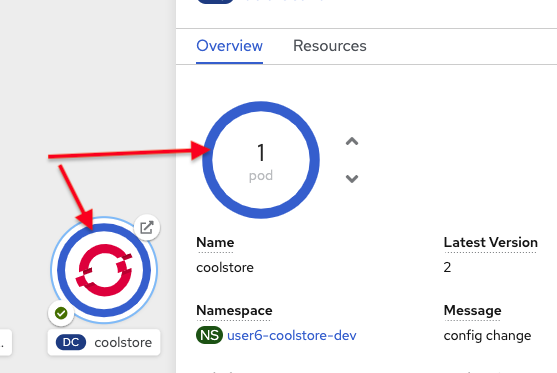 Overview Resources
1
pod
Name Latest Version
coolstore 2
Namespace Message
NS user6-coolstore-dev config change
. DC coolstore